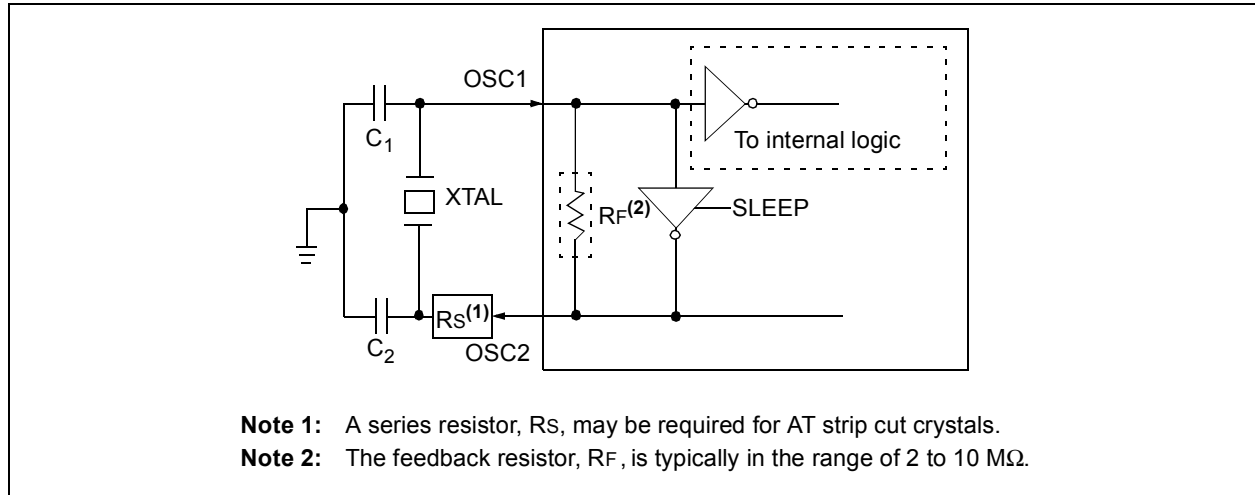 OSC1
C1
To internal logic
XTAL
RF(2)
SLEEP
RS(1)
C2
OSC2
Note 1: A series resistor, RS, may be required for AT strip cut crystals.
Note 2: The feedback resistor, RF, is typically in the range of 2 to 10 MΩ.